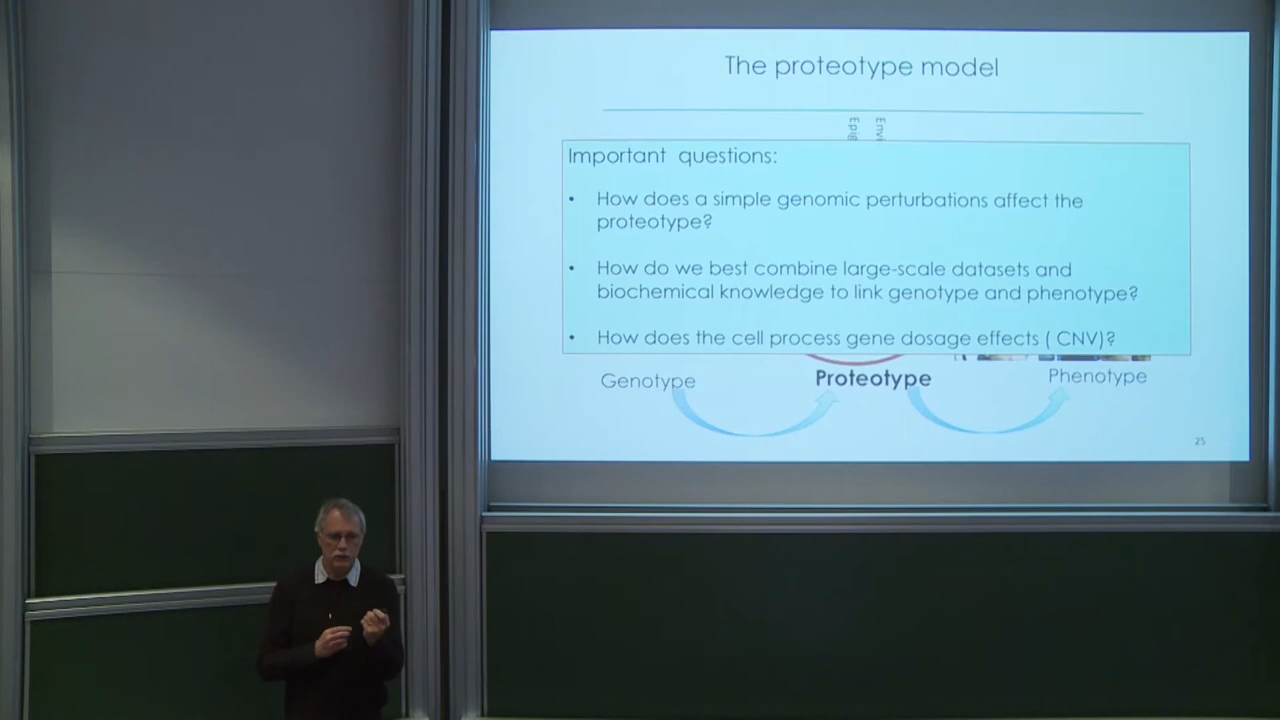 The proteotype model
Important questions:
• How does a simple genomic perturbations affect the
proteotype?
• How do we best combine large-scale datasets and
biochemical knowledge to link genotype and phenotype?
• How does the cell process gene dosage effects ( CNV)?
Genotype
Proteotype
Phenotype
25